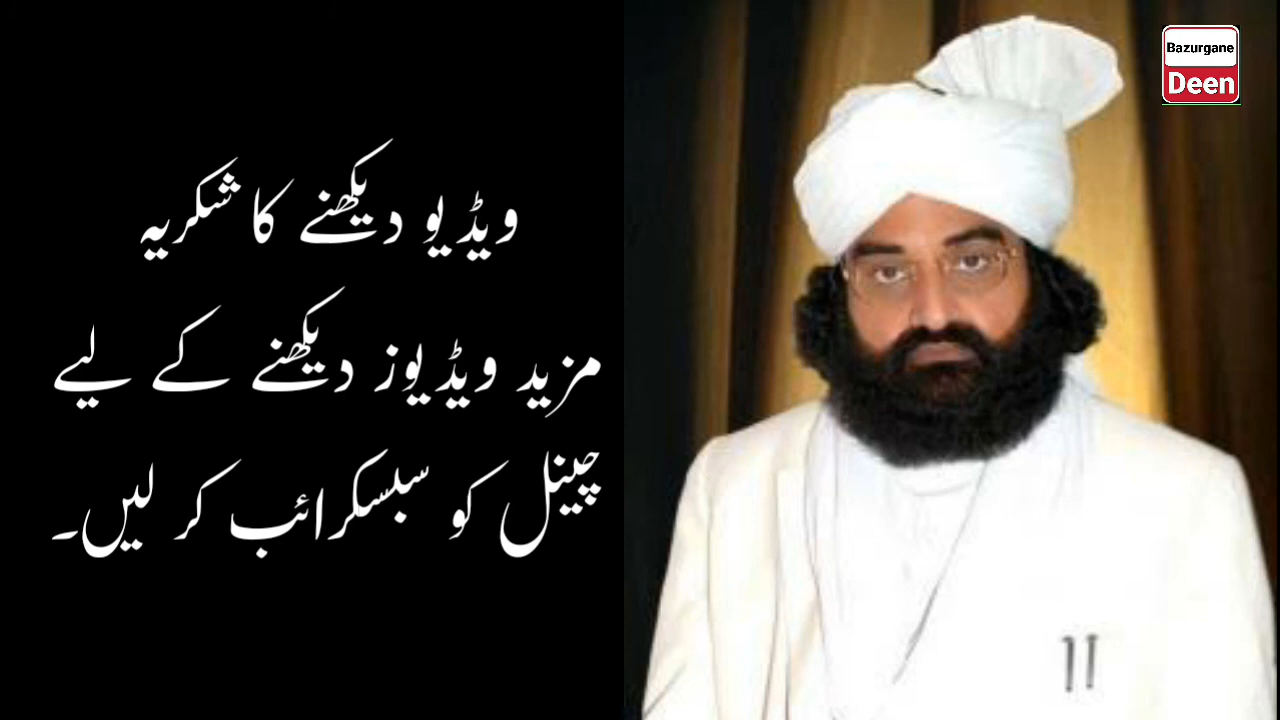 ویڈیو دیکھنے کا شکریہ
مزید ویڈیوز دیکھنے کے لیے
چینل کو سبسکرائب کر لیں۔
Bazurgane
Deen